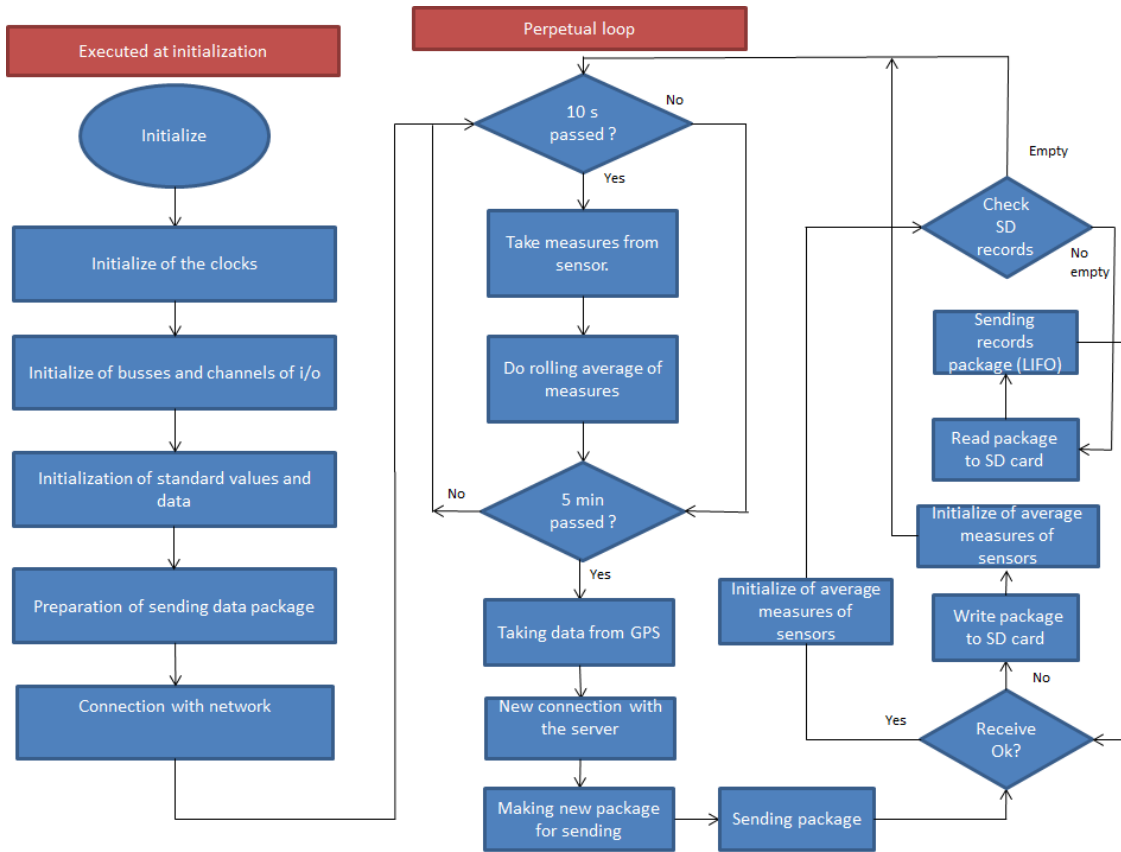 Executed at initialization
Initialize
Initialize of the clocks
Initialize of busses and channels of i/o
Initialization of standard values and
data
Preparation of sending data package
Connection with network
Perpetual loop
10 s
passed ?
No
Yes
Take measures from
sensor.
Do rolling average of
measures
5 min
passed ?
No
Yes
Taking data from GPS
New connection with
the server
Making new package
for sending
Sending package
Receive
Ok?
Yes
No
Initialize of average
measures of
sensors
Write package
to SD card
Initialize of average
measures of
sensors
Check
SD
records
Empty
No
empty
Read package
to SD card
Sending
records
package (LIFO)